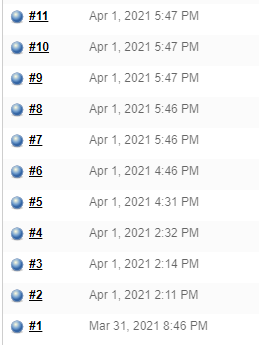 #11 Apr 1, 2021 5:47 PM
#10 Apr 1, 2021 5:47 PM
#9 Apr 1, 2021 5:47 PM
#8 Apr 1, 2021 5:46 PM
#7 Apr 1, 2021 5:46 PM
#6 Apr 1, 2021 4:46 PM
#5 Apr 1, 2021 4:31 PM
#4 Apr 1, 2021 2:32 PM
#3 Apr 1, 2021 2:14 PM
#2 Apr 1, 2021 2:11 PM
#1 Mar 31, 2021 8:46 PM